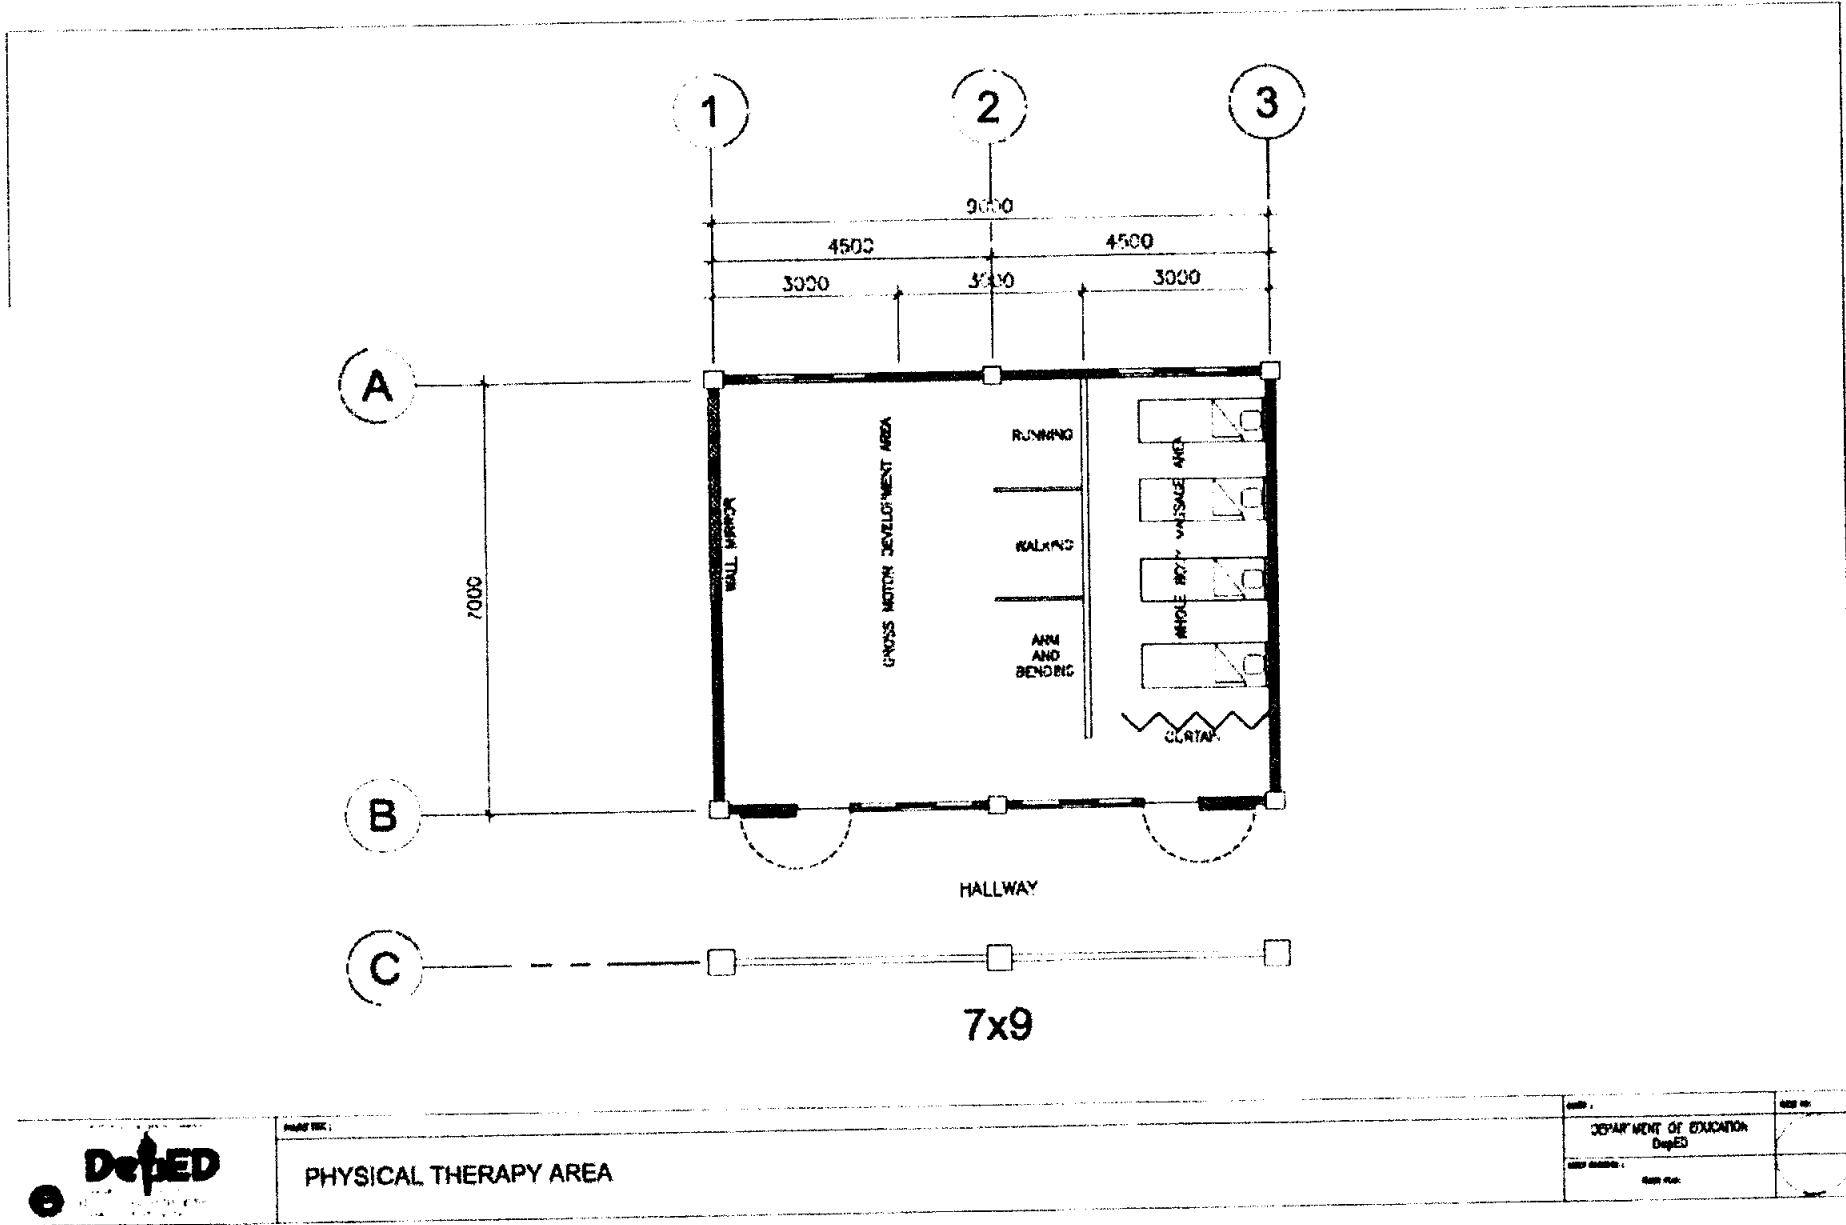 1
2
3
9000
4500
4500
3000
3000
3000
A
7000
WALL MIRROR
GROSS MOTOR DEVELOPMENT AREA
RUNNING
WALKING
ARM
AND
BENDING
WHOLE BODY MASSAGE AREA
CURTAIN
B
HALLWAY
C
7x9
DepED
PHYSICAL THERAPY AREA
DEPARTMENT OF EDUCATION
DepED